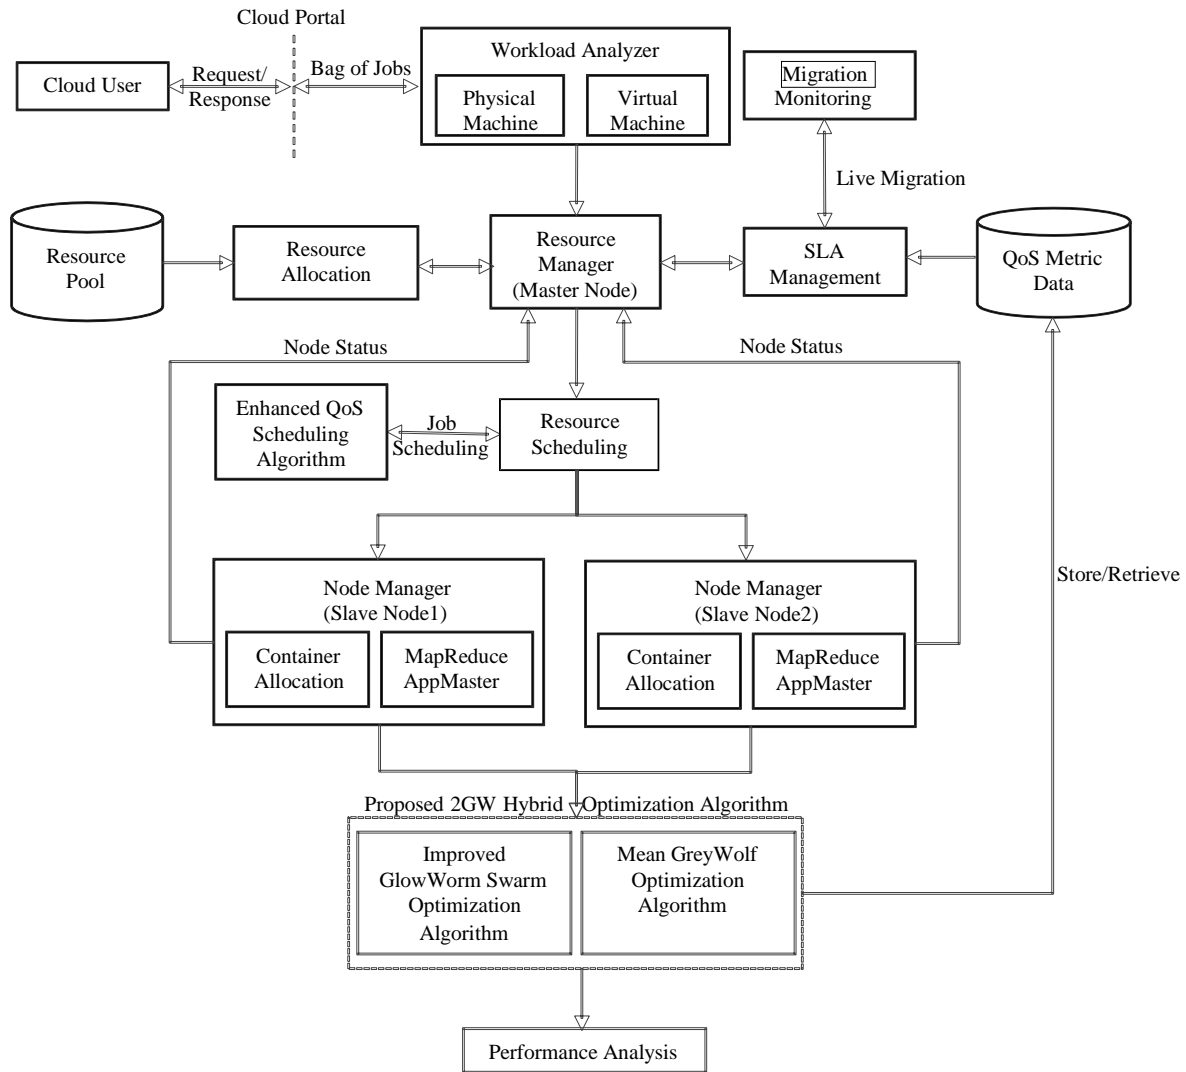 Cloud Portal
Cloud User
Request/
Response
Bag of Jobs
Workload Analyzer
Physical
Machine
Virtual
Machine
Migration
Monitoring
Live Migration
Resource
Pool
Resource
Allocation
Resource
Manager
(Master Node)
SLA
Management
QoS Metric
Data
Node Status
Node Status
Enhanced QoS
Scheduling
Algorithm
Job
Scheduling
Resource
Scheduling
Node Manager
(Slave Node1)
Container
Allocation
MapReduce
AppMaster
Node Manager
(Slave Node2)
Container
Allocation
MapReduce
AppMaster
Store/Retrieve
Proposed 2GW Hybrid Optimization Algorithm
Improved
GlowWorm Swarm
Optimization
Algorithm
Mean GreyWolf
Optimization
Algorithm
Performance Analysis